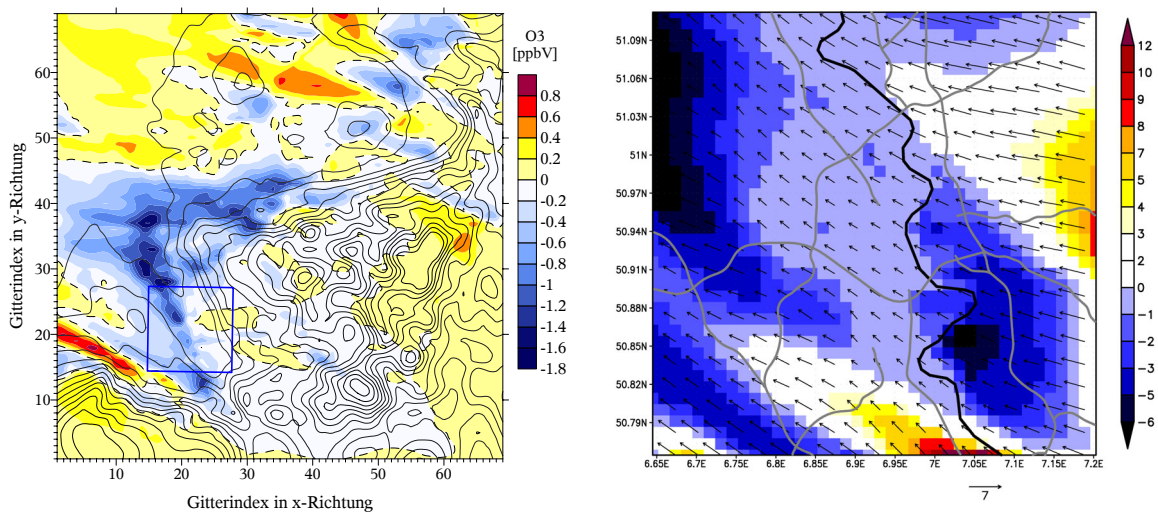 O3
[ppbV]
0.8
0.6
0.4
0.2
0
-0.2
-0.4
-0.6
-0.8
-1
-1.2
-1.4
-1.6
-1.8
60
50
40
30
20
10
10 20 30 40 50 60
Gitterindex in y-Richtung
Gitterindex in x-Richtung
51.09N
51.06N
51.03N
51N
50.97N
50.94N
50.91N
50.88N
50.85N
50.82N
50.79N
6.65E 6.7E 6.75E 6.8E 6.85E 6.9E 6.95E 7E 7.05E 7.1E 7.15E 7.2E
7
12
10
9
8
7
5
4
3
2
0
−1
−2
−3
−4
−6